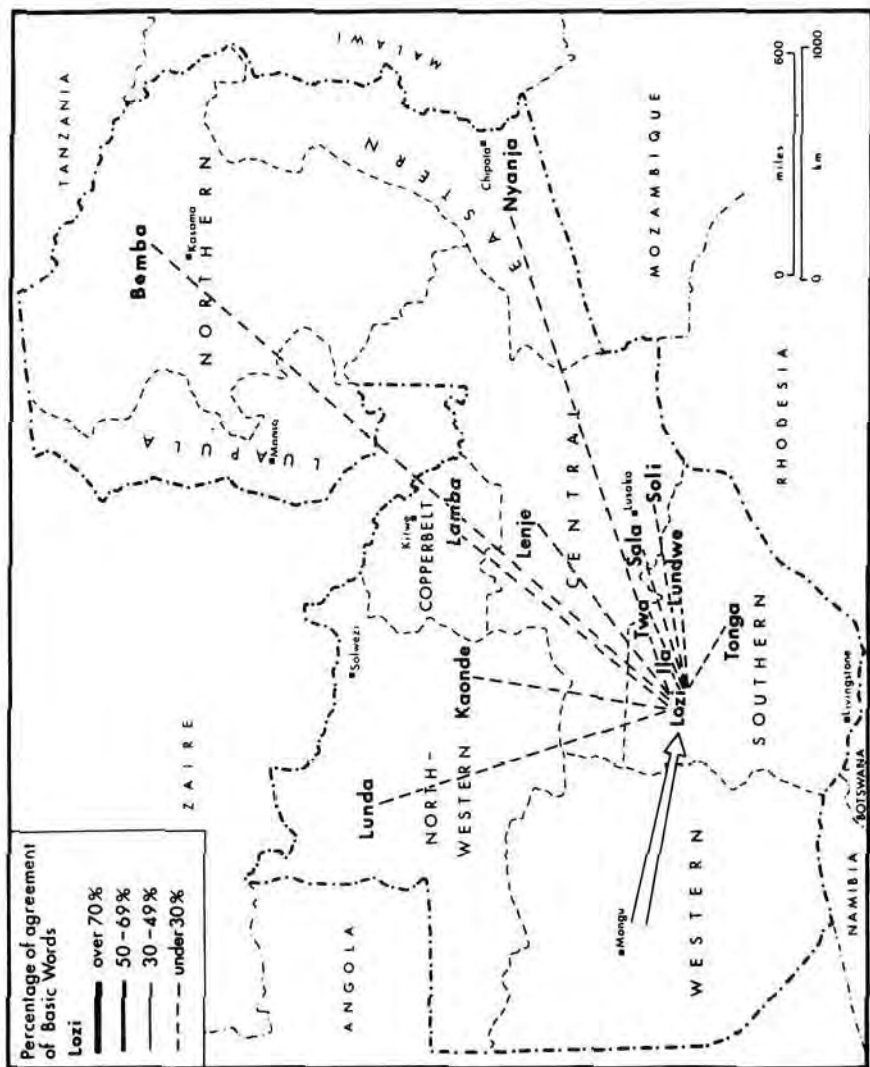 Percentage of agreement
of Basic Words
Lozi
over 70%
50-69%
30-49%
under 30%
ZAIRE
TANZANIA
MALAWI
ANGOLA
NAMIBIA
BOTSWANA
RHODESIA
MOZAMBIQUE
NORTHERN
LUAPULA
EASTERN
COPPERBELT
NORTH-
WESTERN
CENTRAL
WESTERN
SOUTHERN
Bemba
Kasama
Mansa
Chipata
Nyanja
Solwezi
Kitwe
Lamba
Lenje
Kaonde
Lunda
Twa
Sala
Lusaka
Soli
Lundwe
Ila
Lozi
Tonga
Mongu
Livingstone
0 miles 600
0 km 1000